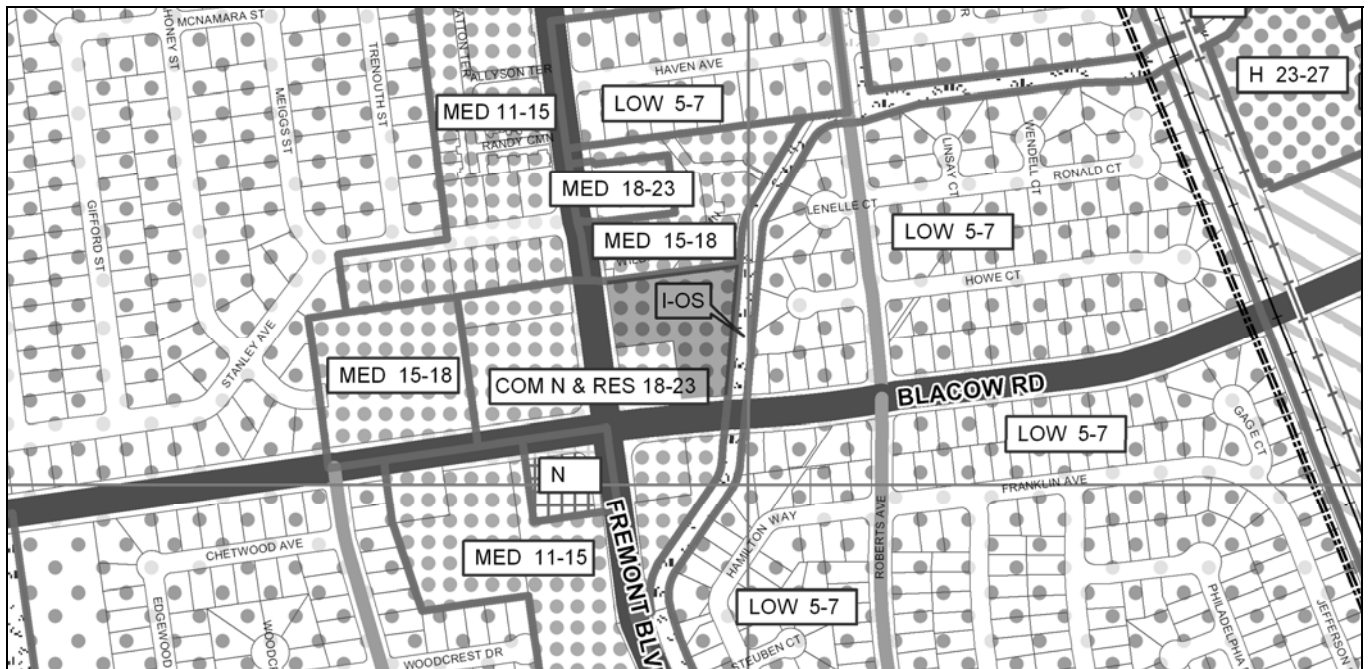 MCNAMARA ST
MEIGGS ST
TRENOUTH ST
ALLYSON TER
HAVEN AVE
H 23-27
MED 11-15
LOW 5-7
RANDY CMN
LINSAY CT
WENDELL CT
RONALD CT
MED 18-23
GIFFORD ST
LENELLE CT
MED 15-18
LOW 5-7
HOWE CT
I-OS
STANLEY AVE
MED 15-18
COM N & RES 18-23
BLACOW RD
LOW 5-7
GAGE CT
N
FRANKLIN AVE
FREMONT BLV
HAMILTON WAY
ROBERTS AVE
CHETWOOD AVE
MED 11-15
EDGEWOOD
LOW 5-7
JEFFERSON
WOODCREST DR
STEUBEN CT